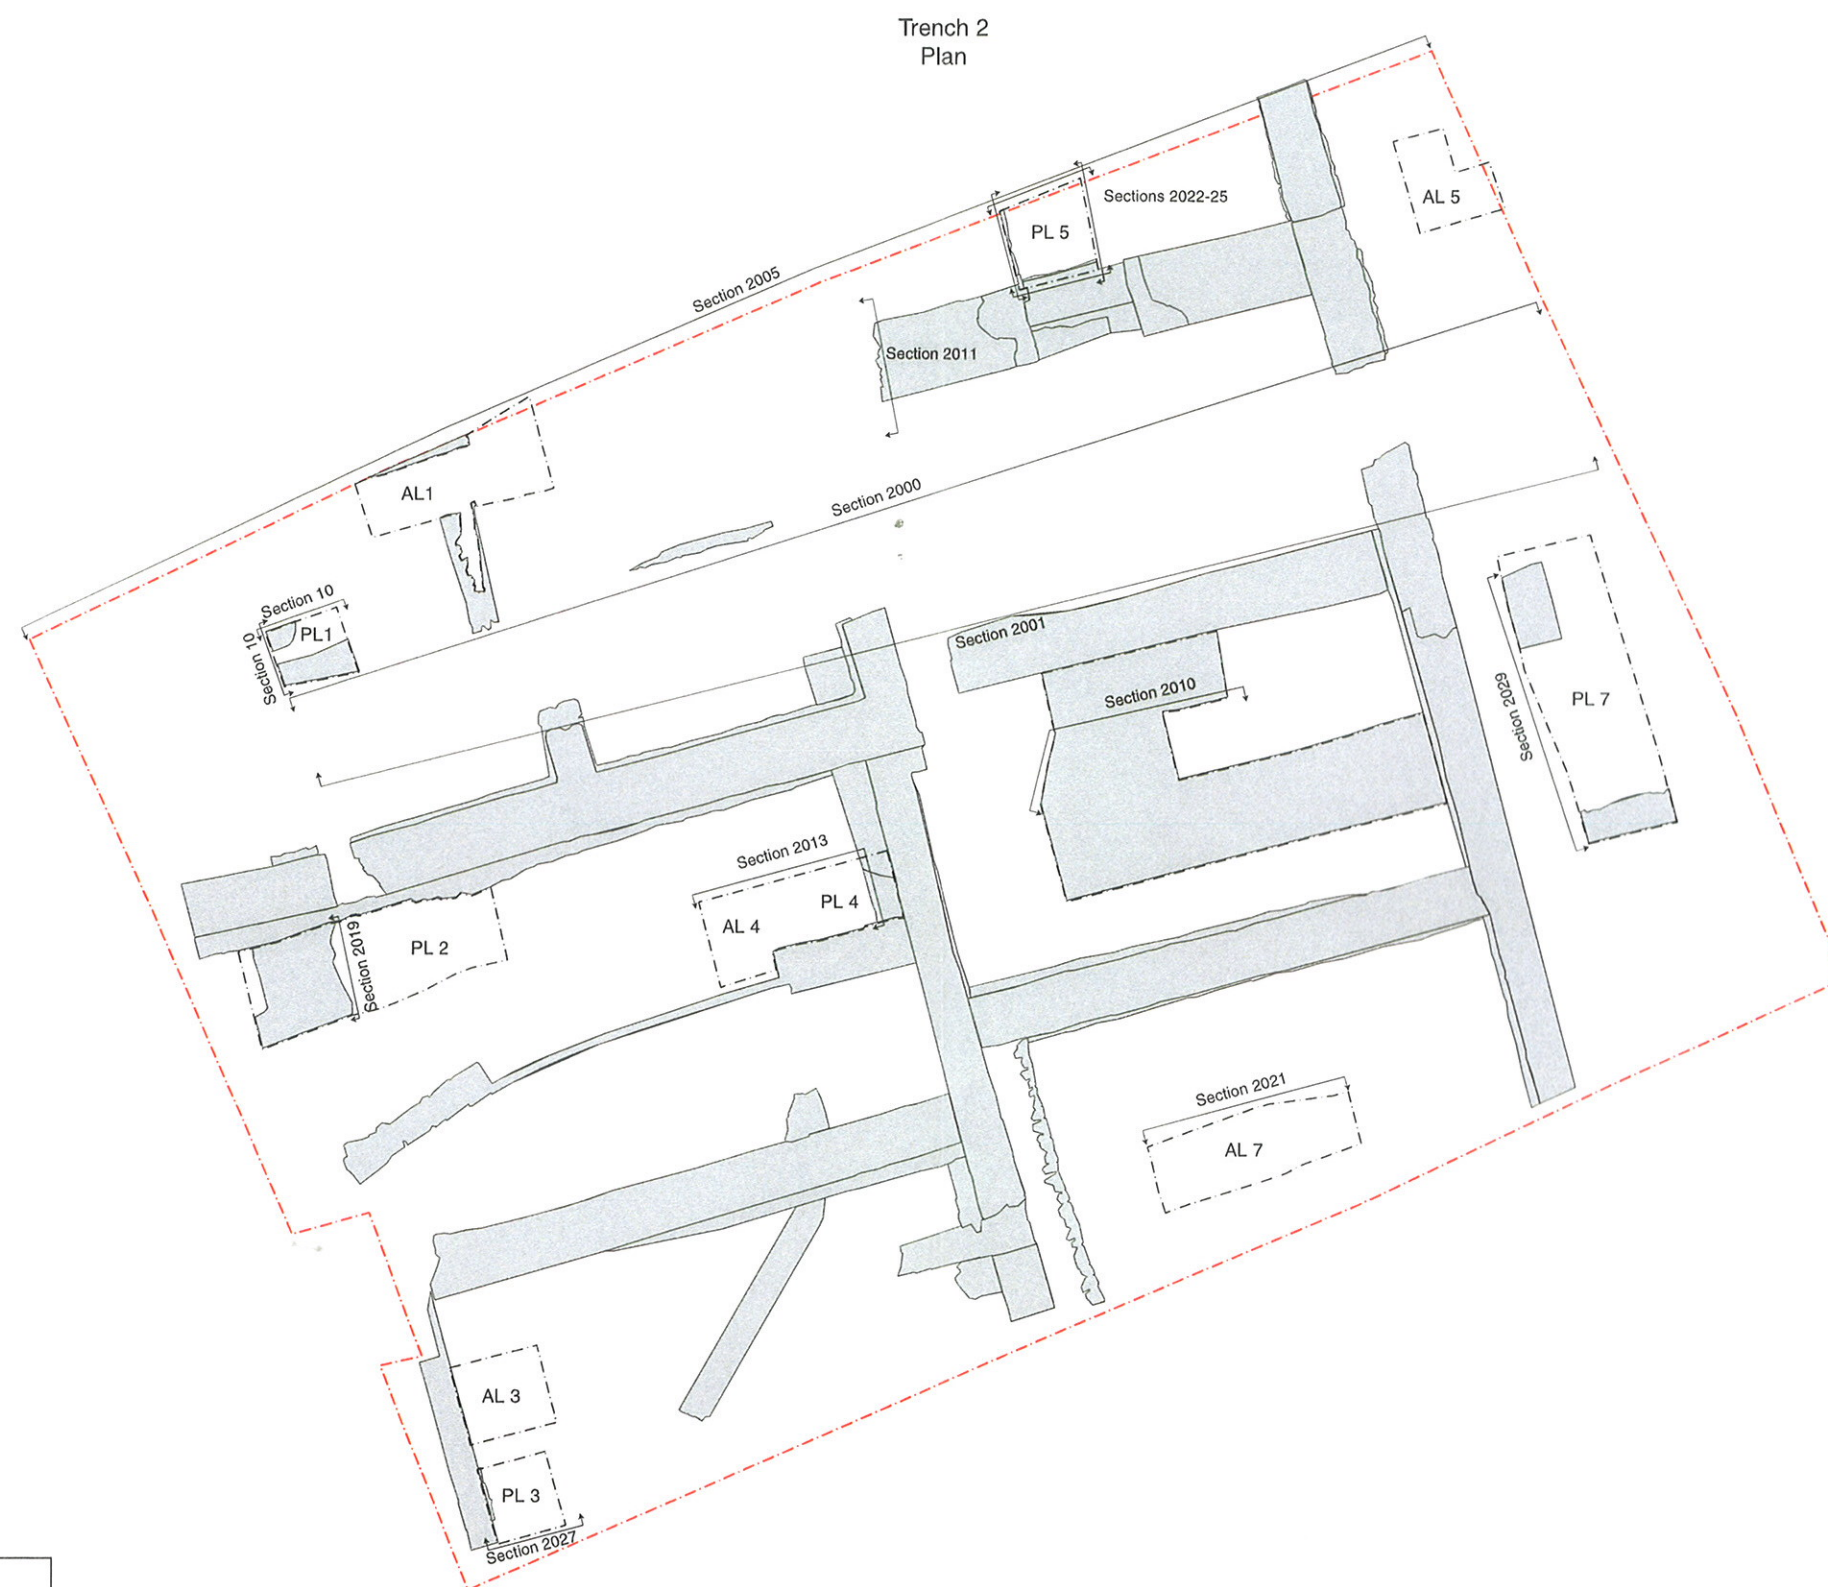 Trench 2
Plan
AL 5
Sections 2022-25
PL 5
Section 2005
Section 2011
AL1
Section 2000
Section 10
PL1
Section 10
Section 2001
Section 2010
PL 7
Section 2029
Section 2013
PL 4
AL 4
PL 2
Section 2019
Section 2021
AL 7
AL 3
PL 3
Section 2027